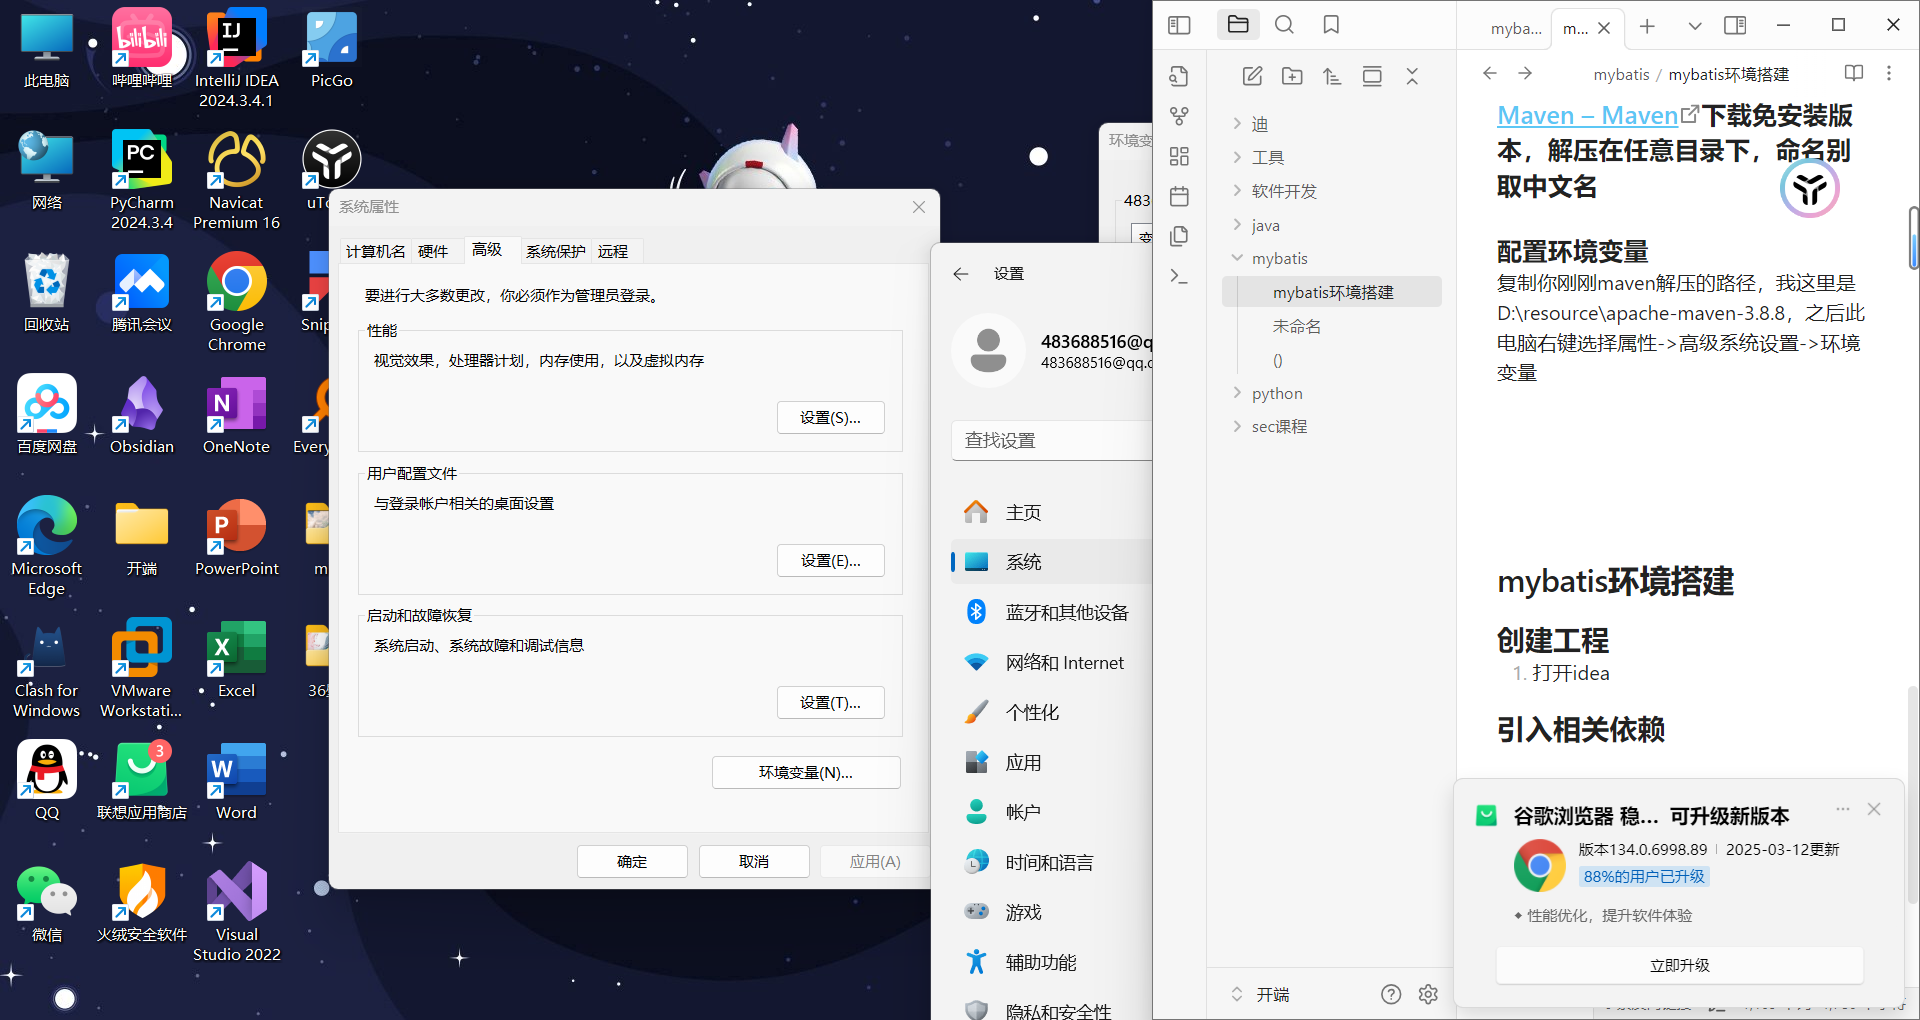 此电脑
哔哩哔哩
IntelliJ IDEA
2024.3.4.1
PicGo
网络
PyCharm
2024.3.4
Navicat
Premium 16
回收站
腾讯会议
Google
Chrome
百度网盘
Obsidian
OneNote
Microsoft
Edge
开端
PowerPoint
Clash for
Windows
VMware
Workstati...
Excel
QQ
联想应用商店
3
Word
微信
火绒安全软件
Visual
Studio 2022
系统属性
计算机名
硬件
高级
系统保护
远程
要进行大多数更改，你必须作为管理员登录。
性能
视觉效果，处理器计划，内存使用，以及虚拟内存
设置(S)...
用户配置文件
与登录帐户相关的桌面设置
设置(E)...
启动和故障恢复
系统启动、系统故障和调试信息
设置(T)...
环境变量(N)...
确定
取消
应用(A)
环境变
483
变
设置
483688516@q
483688516@qq.c
查找设置
主页
系统
蓝牙和其他设备
网络和 Internet
个性化
应用
帐户
时间和语言
游戏
辅助功能
隐私和安全性
迪
工具
软件开发
java
mybatis
mybatis环境搭建
未命名
()
python
sec课程
开端
myba...
m...
mybatis / mybatis环境搭建
Maven – Maven下载免安装版
本，解压在任意目录下，命名别
取中文名
配置环境变量
复制你刚刚maven解压的路径，我这里是
D:\resource\apache-maven-3.8.8，之后此
电脑右键选择属性->高级系统设置->环境
变量
mybatis环境搭建
创建工程
1. 打开idea
引入相关依赖
谷歌浏览器 稳... 可升级新版本
版本134.0.6998.89 | 2025-03-12更新
88%的用户已升级
性能优化，提升软件体验
立即升级